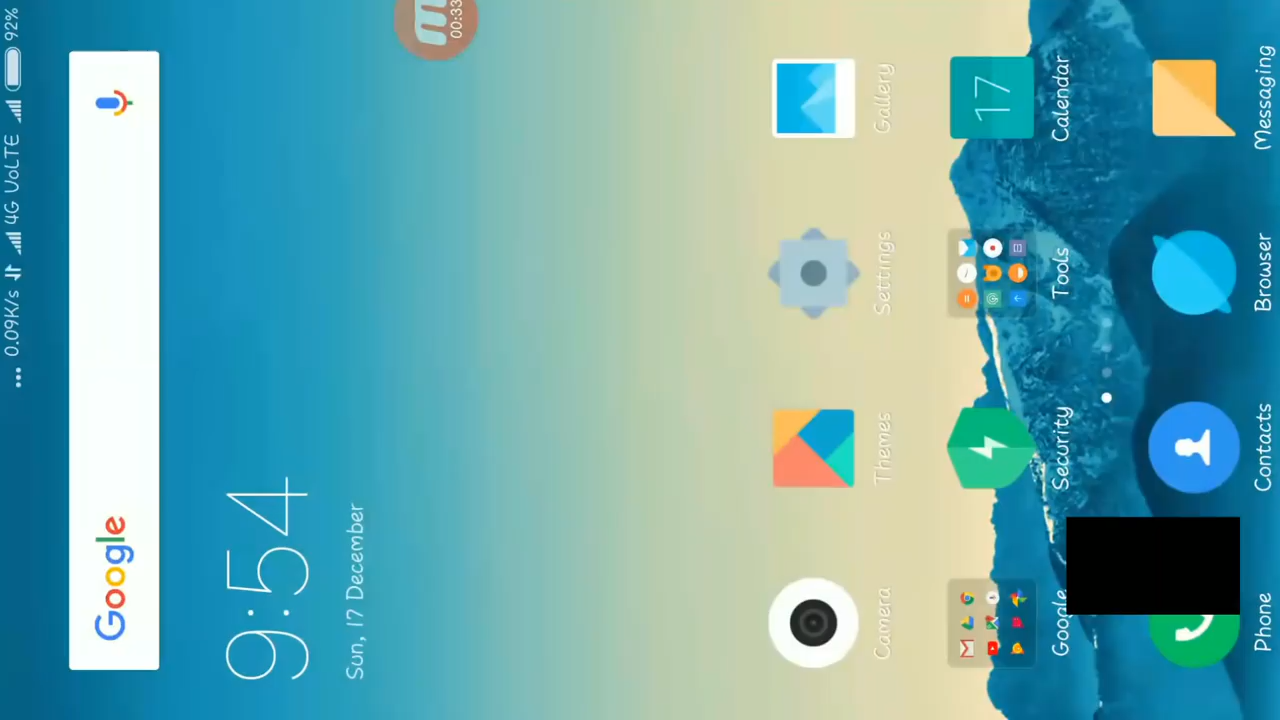 ... 0.09K/s 4G VoLTE 92%
Google
00:33
9:54
Sun, 17 December
Camera Themes Settings Gallery
17
Google Security Tools Calendar
Phone Contacts Browser Messaging